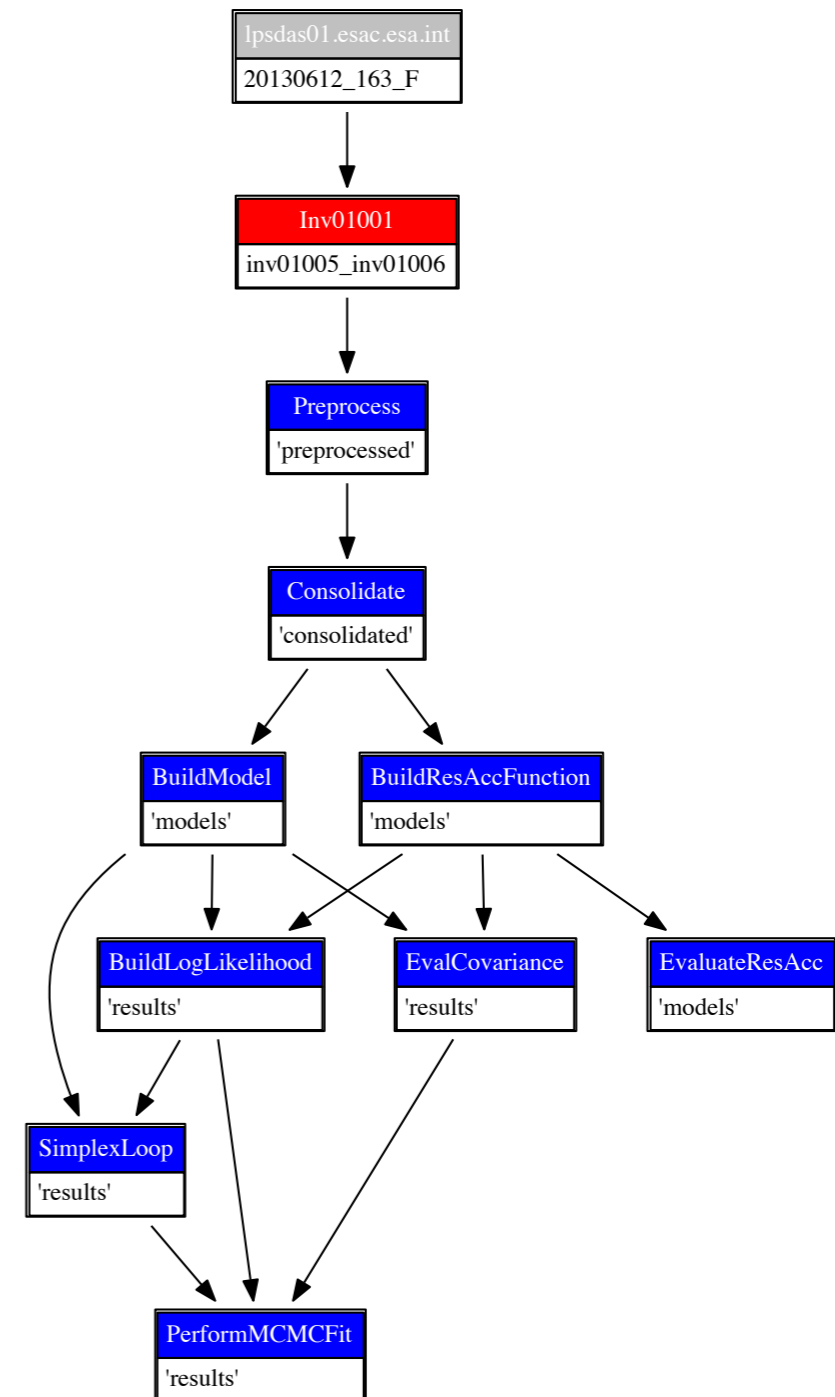 lpsdas01.esac.esa.int
20130612_163_F
Inv01001
inv01005_inv01006
Preprocess
'preprocessed'
Consolidate
'consolidated'
BuildModel
'models'
BuildResAccFunction
'models'
BuildLogLikelihood
'results'
EvalCovariance
'results'
EvaluateResAcc
'models'
SimplexLoop
'results'
PerformMCMCFit
'results'